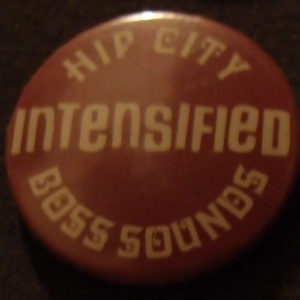 HIP CITY
INTENSIFIED
BOSS SOUNDS